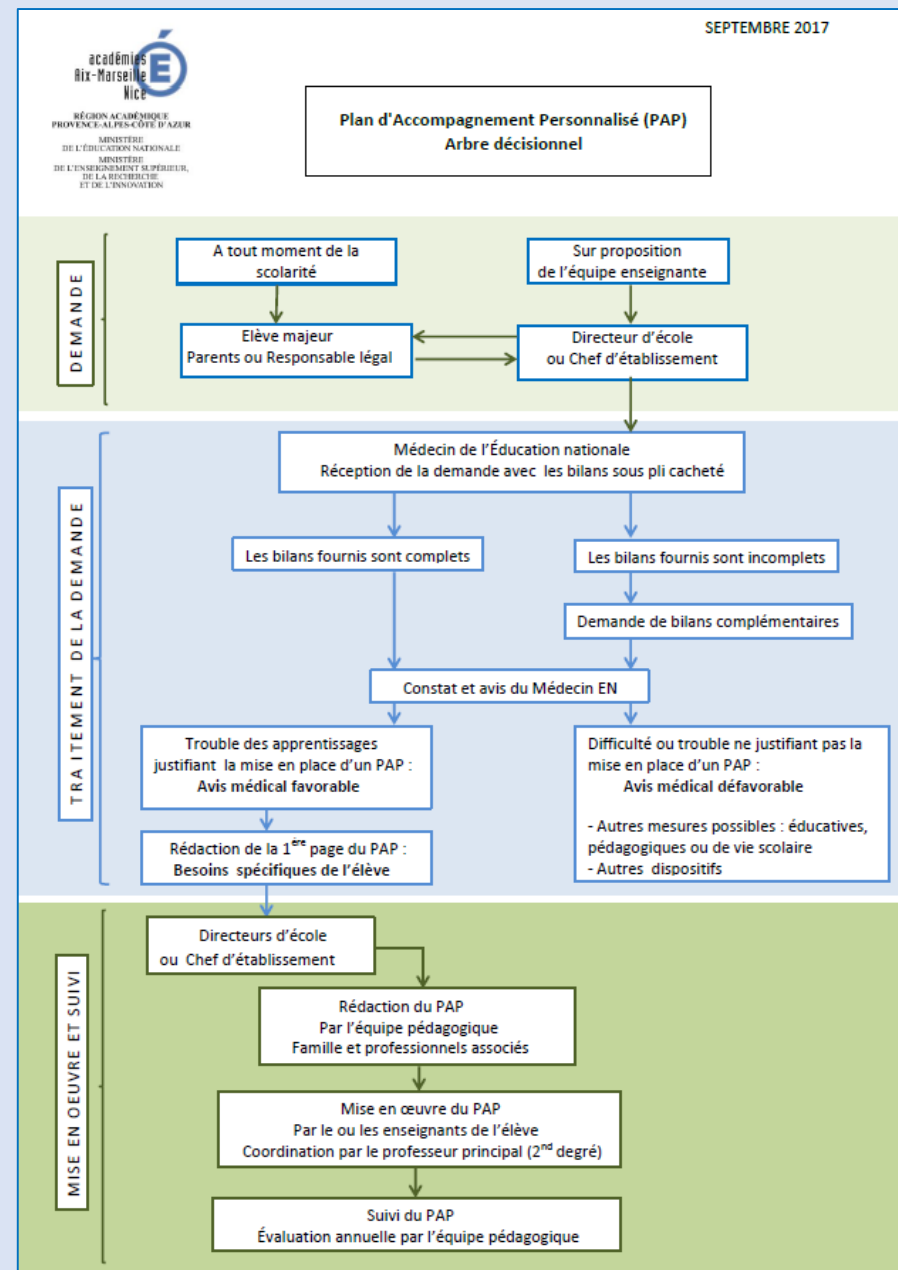 SEPTEMBRE 2017
académies
Aix-Marseille
Nice
É
RÉGION ACADÉMIQUE
PROVENCE-ALPES-CÔTE D'AZUR
MINISTÈRE
DE L'ÉDUCATION NATIONALE
MINISTÈRE
DE L'ENSEIGNEMENT SUPÉRIEUR,
DE LA RECHERCHE
ET DE L'INNOVATION
Plan d'Accompagnement Personnalisé (PAP)
Arbre décisionnel
DEMANDE
A tout moment de la
scolarité
Sur proposition
de l'équipe enseignante
Elève majeur
Parents ou Responsable légal
Directeur d'école
ou Chef d'établissement
TRAITEMENT DE LA DEMANDE
Médecin de l'Éducation nationale
Réception de la demande avec les bilans sous pli cacheté
Les bilans fournis sont complets
Les bilans fournis sont incomplets
Demande de bilans complémentaires
Constat et avis du Médecin EN
Trouble des apprentissages
justifiant la mise en place d'un PAP :
Avis médical favorable
Difficulté ou trouble ne justifiant pas la
mise en place d'un PAP :
Avis médical défavorable
- Autres mesures possibles : éducatives,
pédagogiques ou de vie scolaire
- Autres dispositifs
Rédaction de la 1ère page du PAP :
Besoins spécifiques de l'élève
MISE EN OEUVRE ET SUIVI
Directeurs d'école
ou Chef d'établissement
Rédaction du PAP
Par l'équipe pédagogique
Famille et professionnels associés
Mise en œuvre du PAP
Par le ou les enseignants de l'élève
Coordination par le professeur principal (2nd degré)
Suivi du PAP
Évaluation annuelle par l'équipe pédagogique